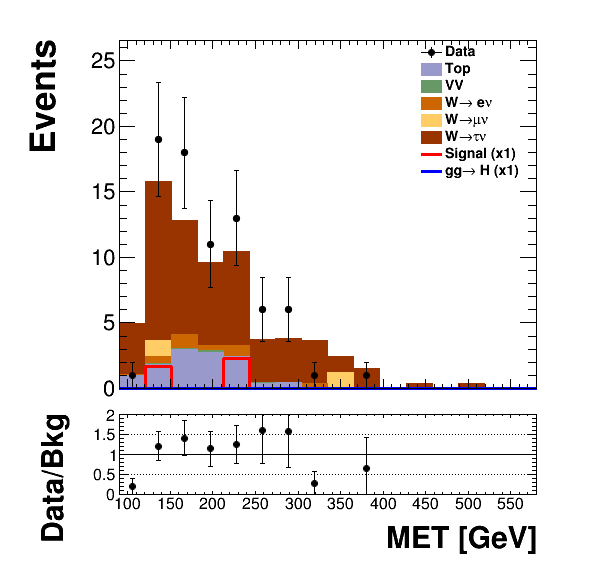 Events
25
20
15
10
5
0
Data
Top
VV
W→ eν
W→μν
W→τν
Signal (x1)
gg→ H (x1)
Data/Bkg
2
1.5
1
0.5
0
100 150 200 250 300 350 400 450 500 550
MET [GeV]